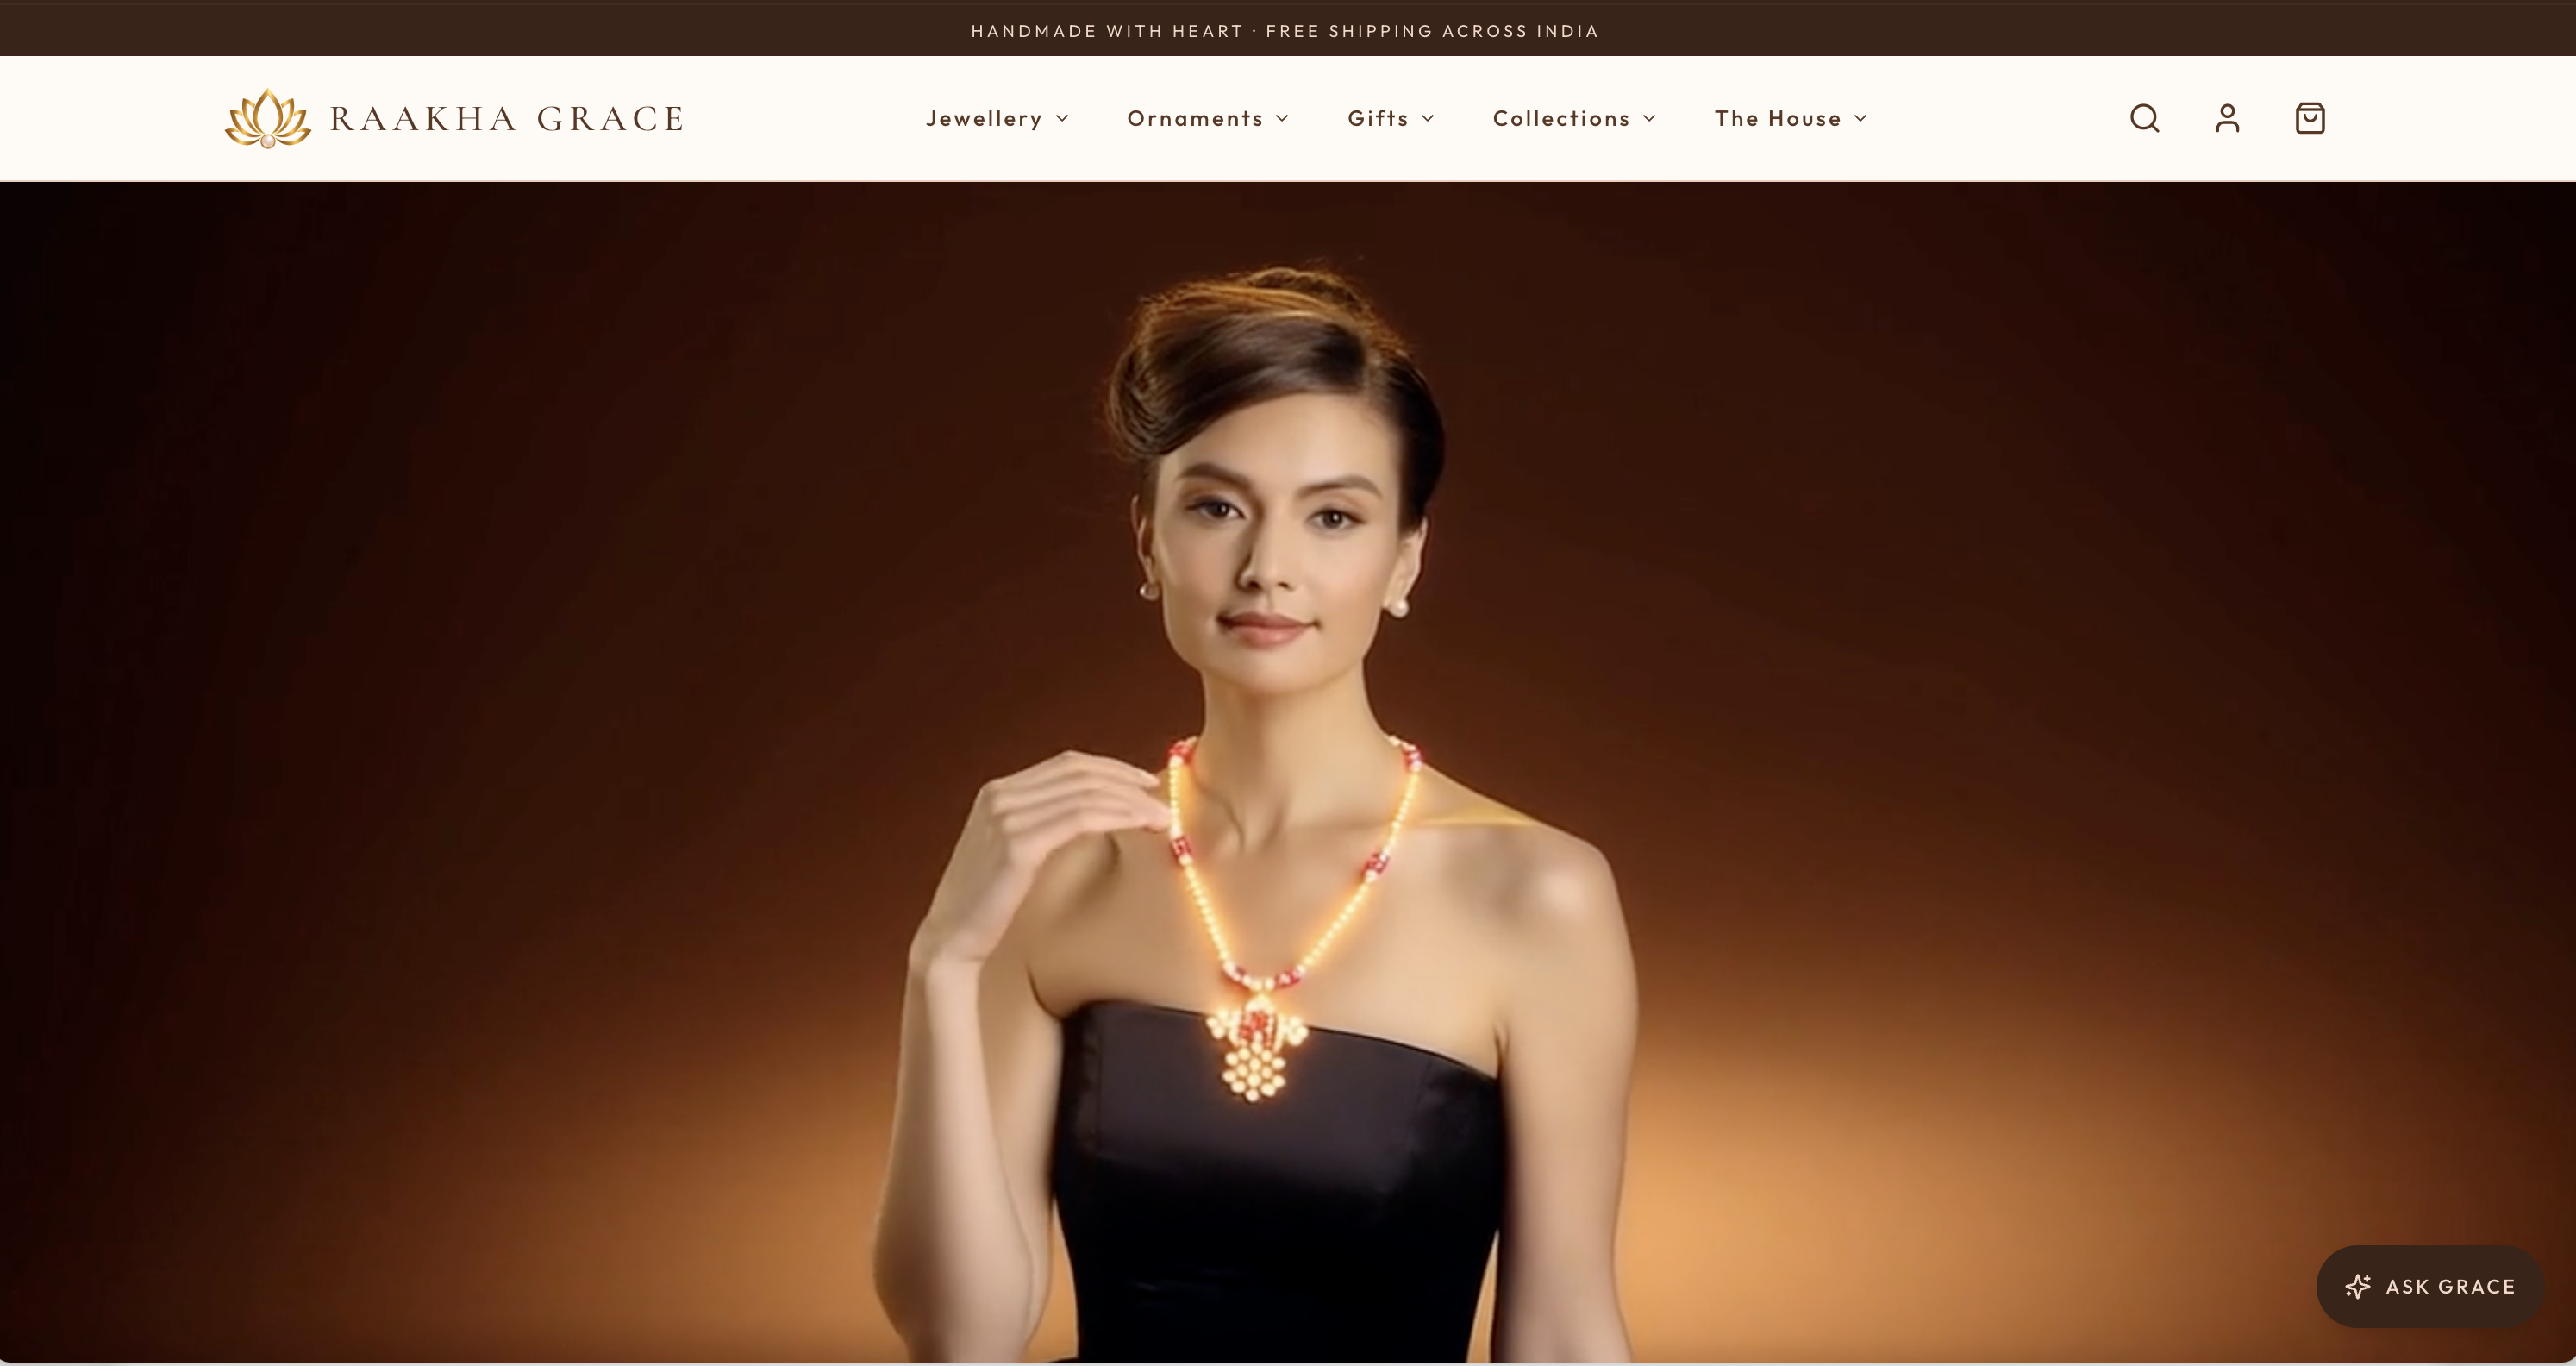 HANDMADE WITH HEART · FREE SHIPPING ACROSS INDIA
RAAKHA GRACE
Jewellery
Ornaments
Gifts
Collections
The House
ASK GRACE